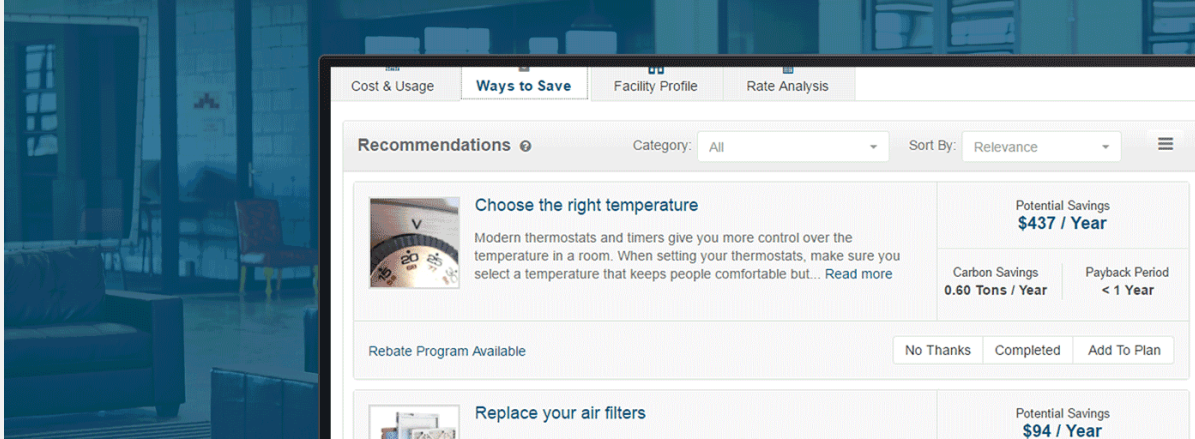 Cost & Usage
Ways to Save
Facility Profile
Rate Analysis
Recommendations ?
Category: All
Sort By: Relevance
Choose the right temperature
Modern thermostats and timers give you more control over the
temperature in a room. When setting your thermostats, make sure you
select a temperature that keeps people comfortable but... Read more
Potential Savings
$437 / Year
Carbon Savings
0.60 Tons / Year
Payback Period
< 1 Year
V
15
20
25
Rebate Program Available
No Thanks
Completed
Add To Plan
Replace your air filters
Potential Savings
$94 / Year